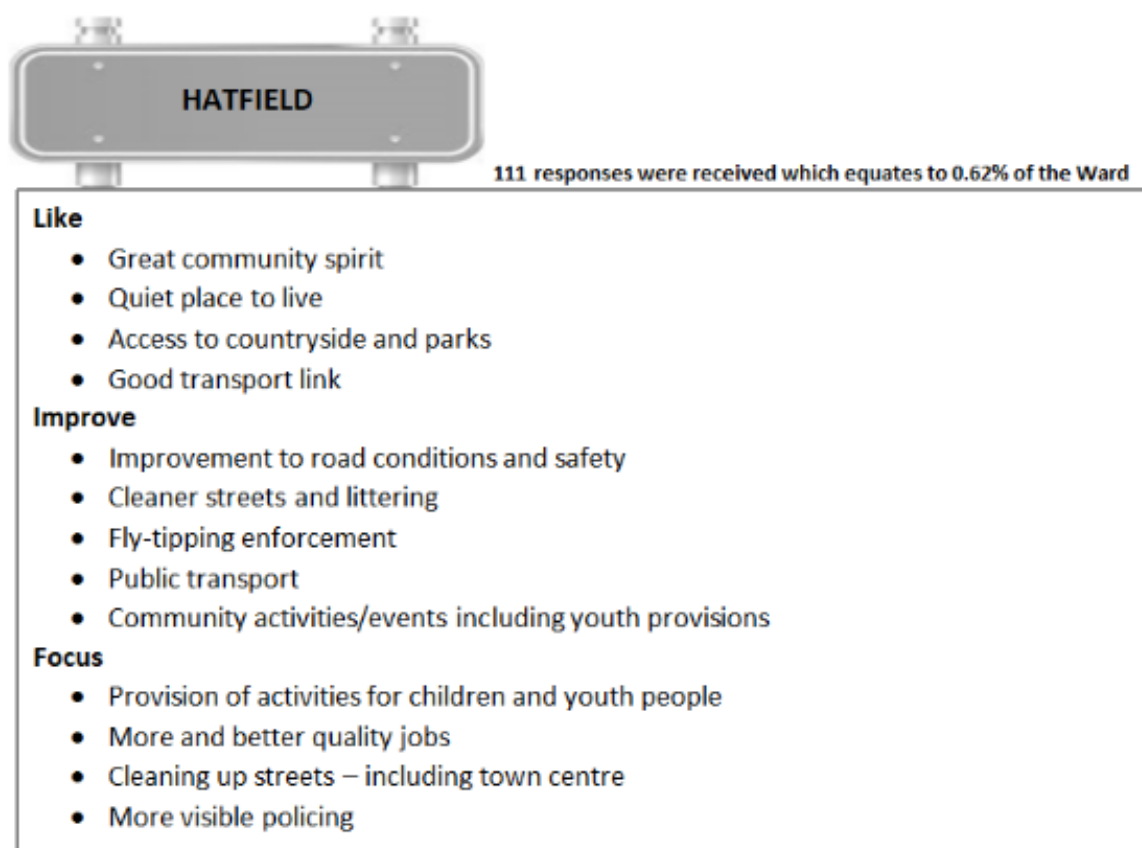 HATFIELD
111 responses were received which equates to 0.62% of the Ward
Like
• Great community spirit
• Quiet place to live
• Access to countryside and parks
• Good transport link
Improve
• Improvement to road conditions and safety
• Cleaner streets and littering
• Fly-tipping enforcement
• Public transport
• Community activities/events including youth provisions
Focus
• Provision of activities for children and youth people
• More and better quality jobs
• Cleaning up streets – including town centre
• More visible policing